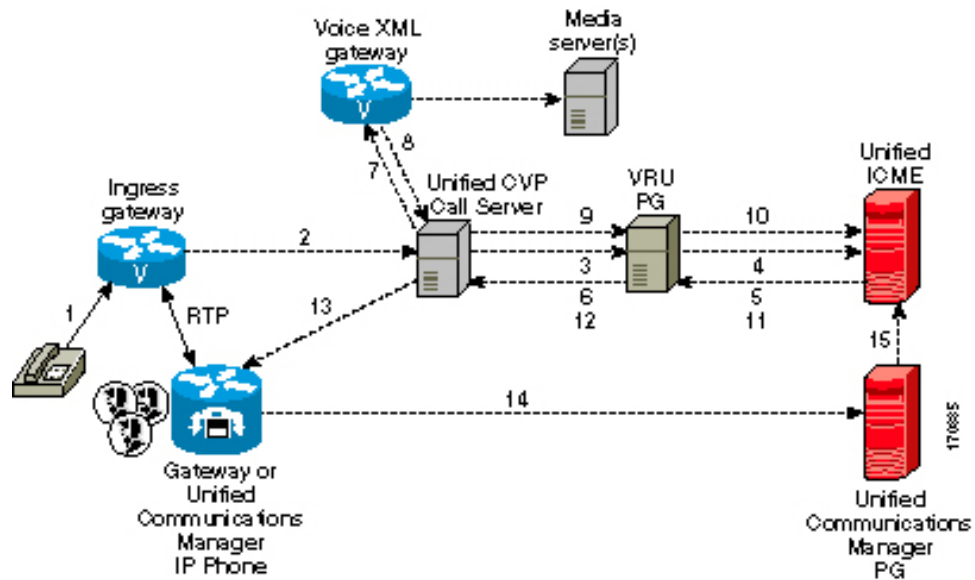 Voice XML
gateway
Media
server(s)
8
7
Unified CVP
Call Server
VRU
PG
Unified
ICME
Ingress
gateway
2
9
10
3
4
6
5
12
11
1
RTP
13
15
14
170885
Gateway or
Unified
Communications
Manager
IP Phone
Unified
Communications
Manager
PG